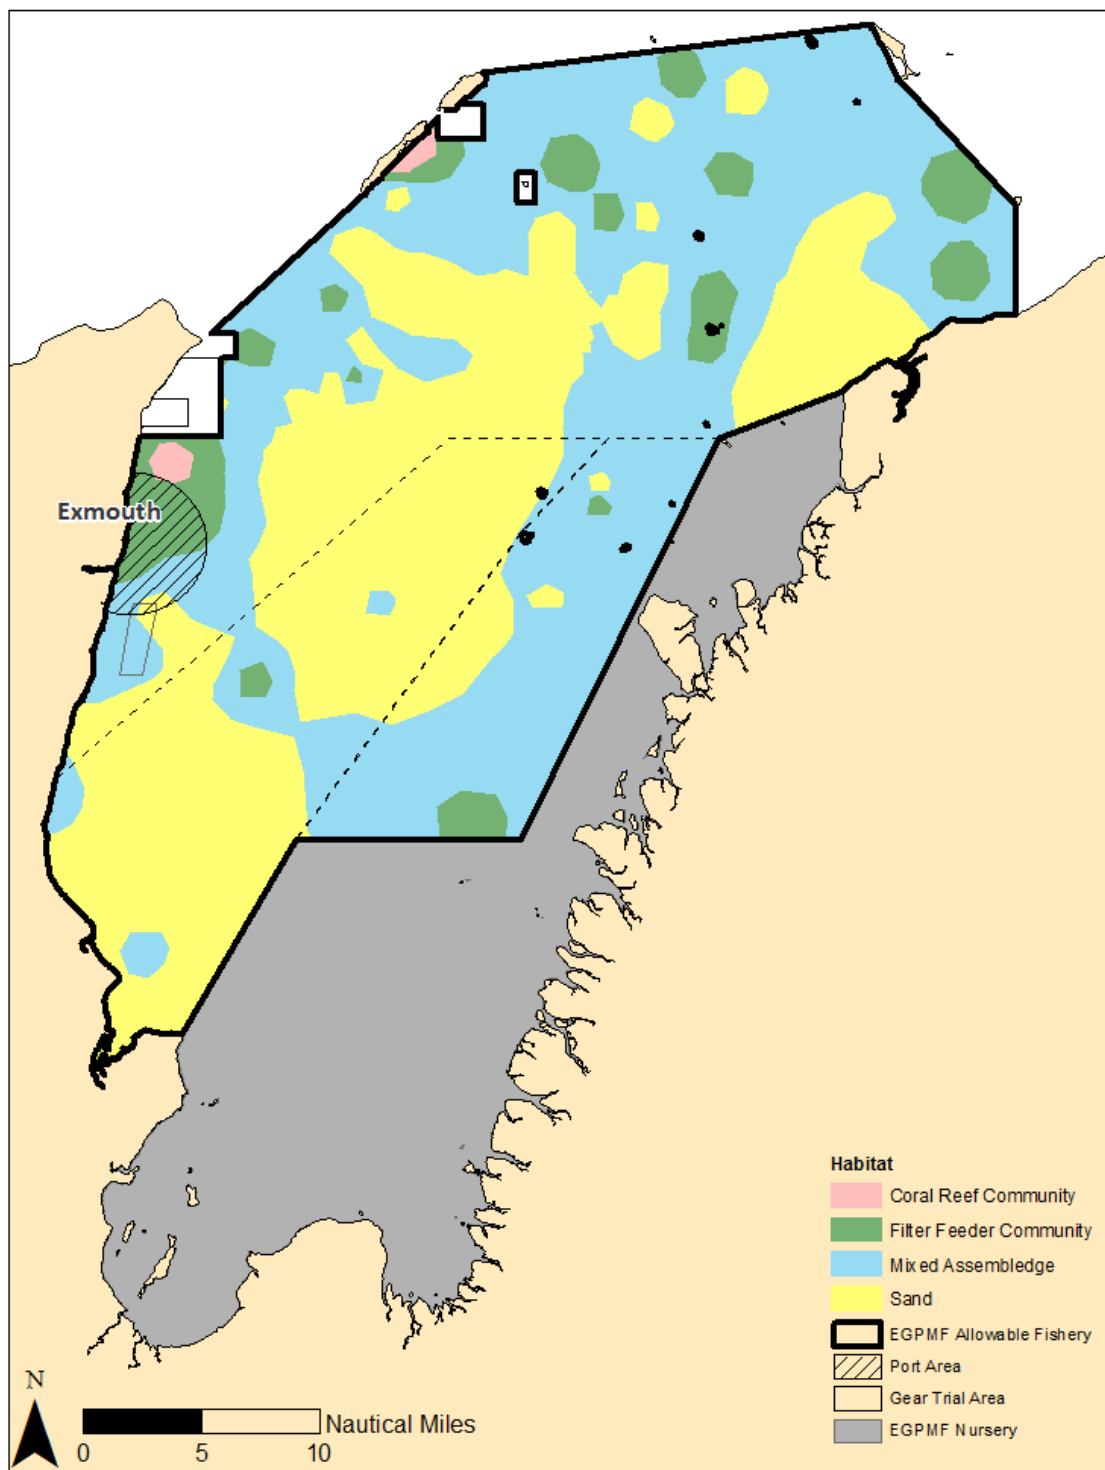 Exmouth
Habitat
Coral Reef Community
Filter Feeder Community
Mixed Assembledge
Sand
EGPMF Allowable Fishery
Port Area
Gear Trial Area
EGPMF Nursery
N
Nautical Miles
0 5 10